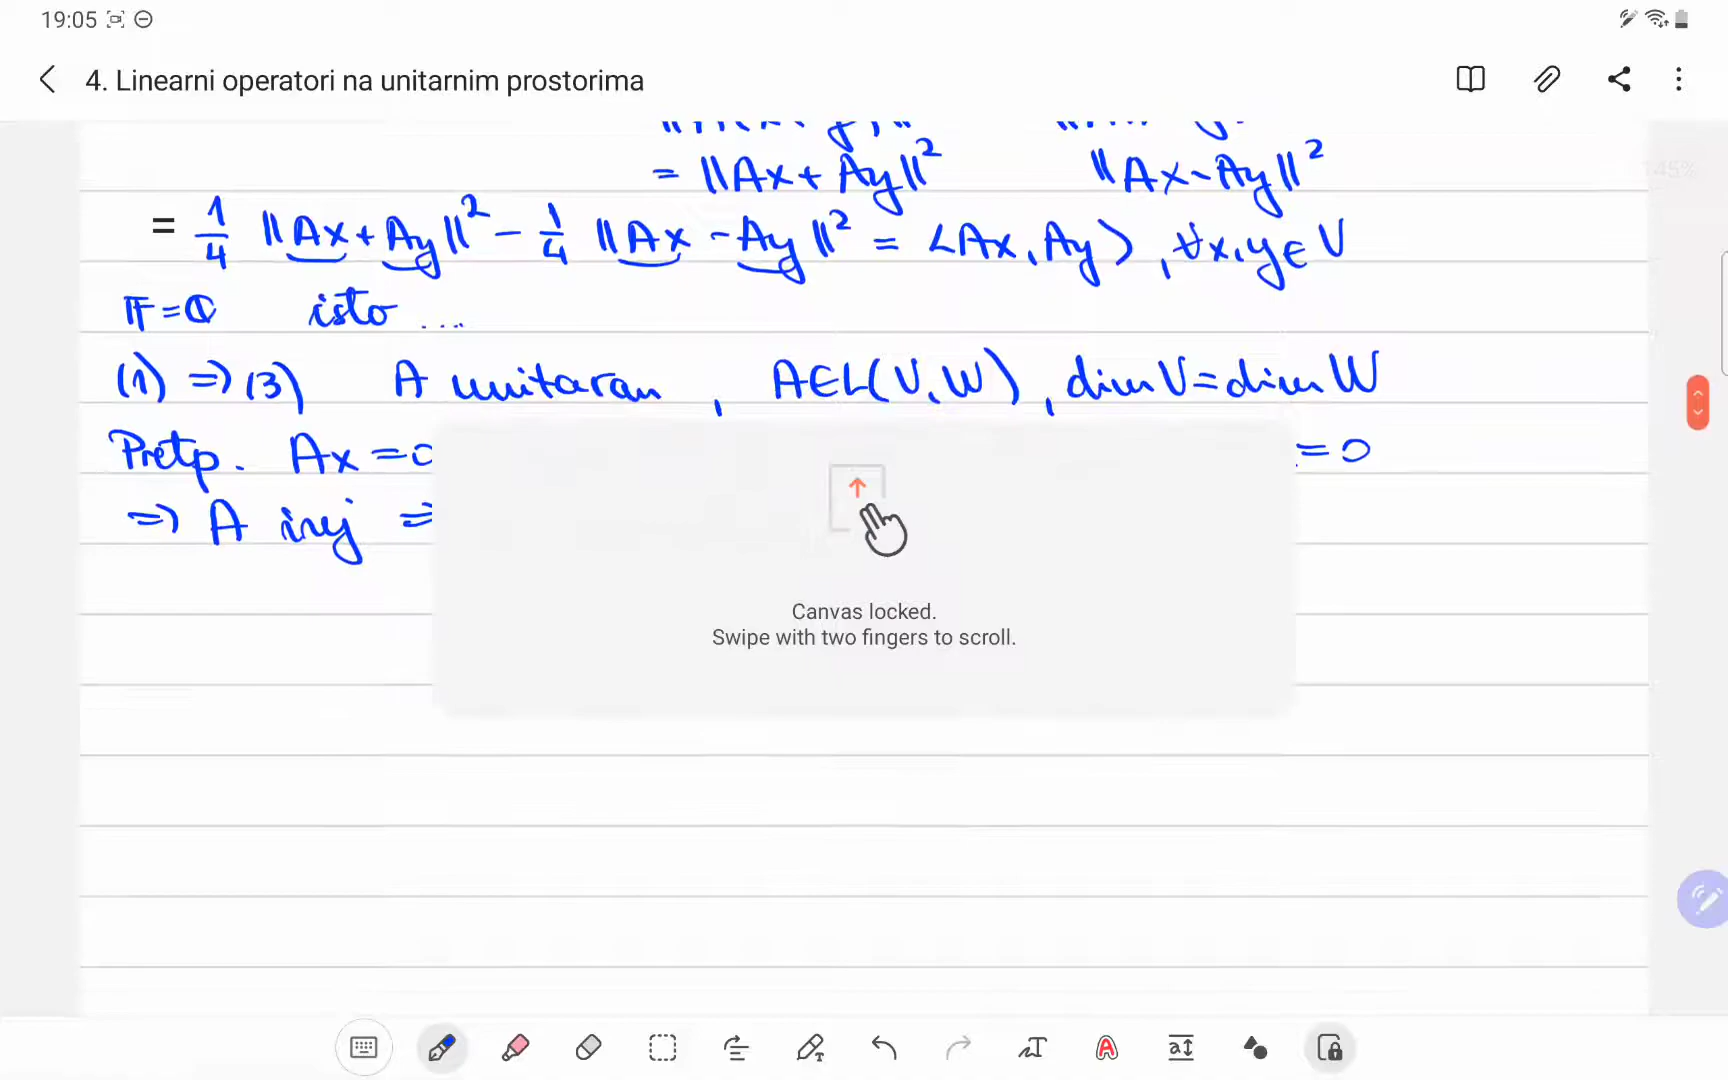 19:05
4. Linearni operatori na unitarnim prostorima
145%
= ||Ax+Ay||² ||Ax-Ay||²
= 1/4 ||Ax+Ay||² - 1/4 ||Ax-Ay||² = <Ax,Ay>, ∀x,y∈V
𝔽=ℂ isto ...
(1) => (3) A unitaran, A∈L(V,W), dimV=dimW
Pretp. Ax=0 =0
=> A inj =>
Canvas locked.
Swipe with two fingers to scroll.